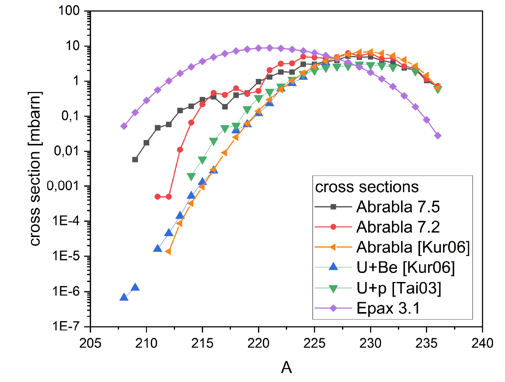 100
10
1
0,1
0,01
0,001
1E-4
1E-5
1E-6
1E-7
cross section [mbarn]
205
210
215
220
225
230
235
240
A
cross sections
Abrabla 7.5
Abrabla 7.2
Abrabla [Kur06]
U+Be [Kur06]
U+p [Tai03]
Epax 3.1